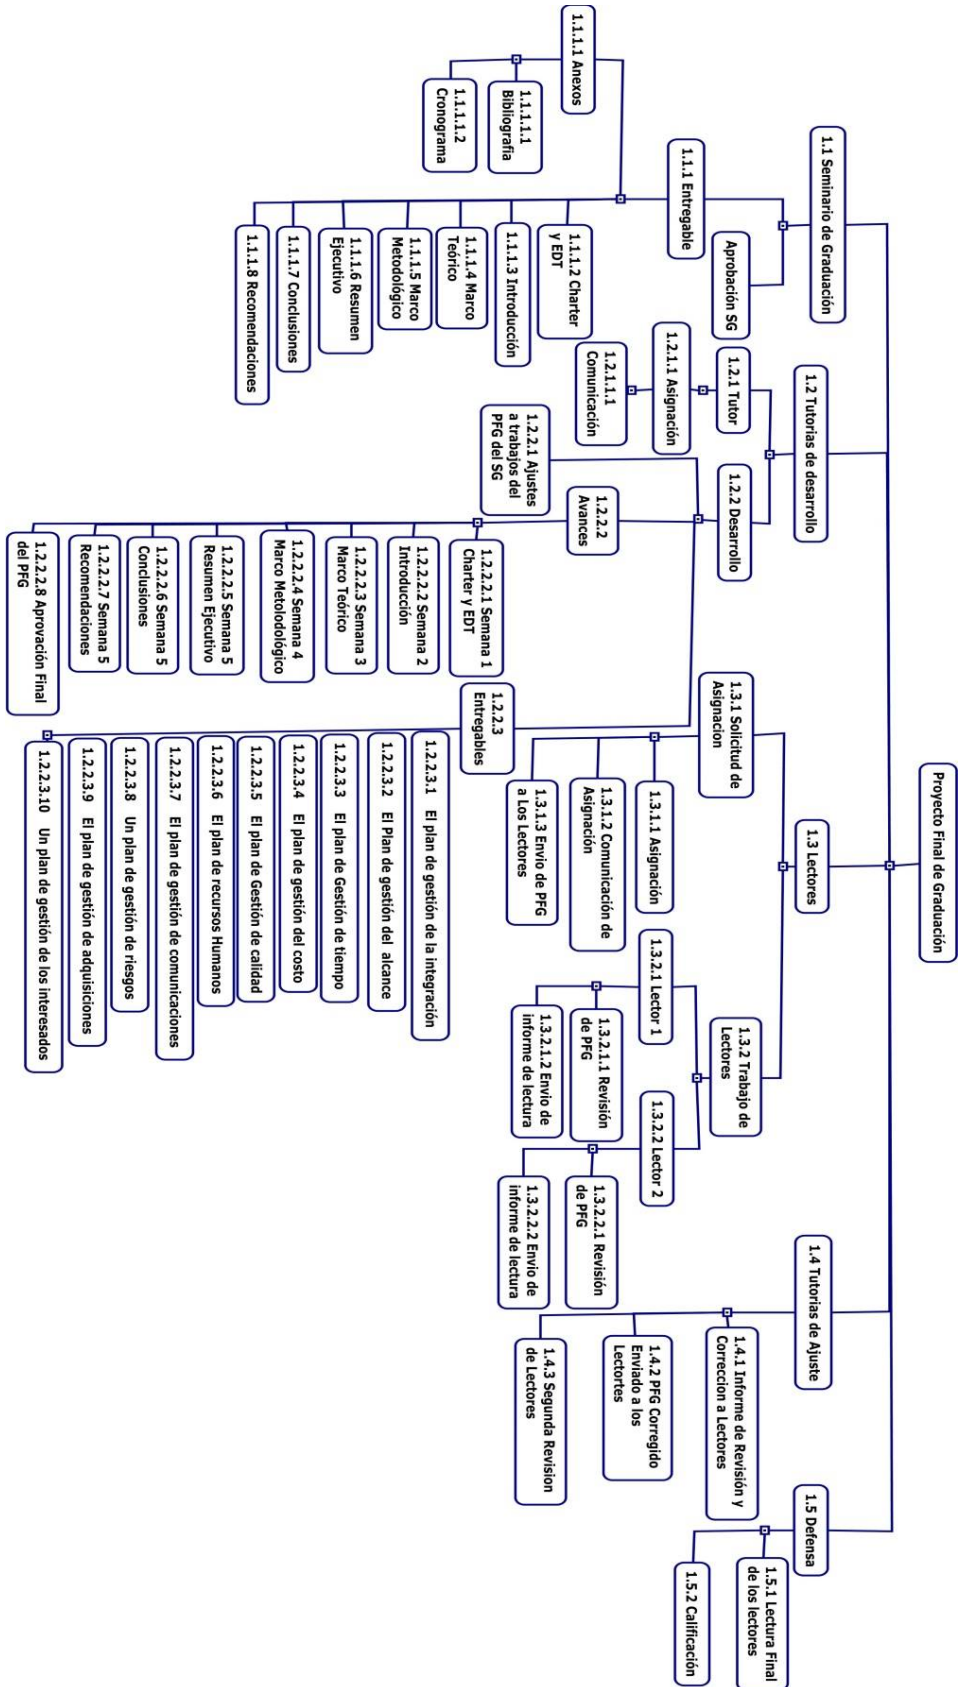 Proyecto Final de Graduación
1.1 Seminario de Graduación
1.1.1 Entregable
1.1.1.1 Anexos
1.1.1.1.1
Bibliografia
1.1.1.1.2
Cronograma
1.1.1.2 Charter
y EDT
1.1.1.3 Introducción
1.1.1.4 Marco
Teórico
1.1.1.5 Marco
Metodológico
1.1.1.6 Resumen
Ejecutivo
1.1.1.7 Conclusiones
1.1.1.8 Recomendaciones
Aprobación SG
1.2 Tutorias de desarrollo
1.2.1 Tutor
1.2.1.1 Asignación
1.2.1.1.1
Comunicación
1.2.2 Desarrollo
1.2.2.1 Ajustes
a trabajos del
PFG del SG
1.2.2.2
Avances
1.2.2.2.1 Semana 1
Charter y EDT
1.2.2.2.2 Semana 2
Introducción
1.2.2.2.3 Semana 3
Marco Teórico
1.2.2.2.4 Semana 4
Marco Metolodológico
1.2.2.2.5 Semana 5
Resumen Ejecutivo
1.2.2.2.6 Semana 5
Conclusiones
1.2.2.2.7 Semana 5
Recomendaciones
1.2.2.2.8 Aprovación Final
del PFG
1.2.2.3
Entregables
1.2.2.3.1 El plan de gestión de la integración
1.2.2.3.2 El Plan de gestión del alcance
1.2.2.3.3 El plan de Gestión de tiempo
1.2.2.3.4 El plan de gestión del costo
1.2.2.3.5 El plan de Gestión de calidad
1.2.2.3.6 El plan de recursos Humanos
1.2.2.3.7 El plan de gestión de comunicaciones
1.2.2.3.8 Un plan de gestión de riesgos
1.2.2.3.9 El plan de gestión de adquisiciones
1.2.2.3.10 Un plan de gestión de los interesados
1.3 Lectores
1.3.1 Solicitud de
Asignacion
1.3.1.1 Asignación
1.3.1.2 Comunicación de
Asignación
1.3.1.3 Envio de PFG
a Los Lectores
1.3.2 Trabajo de
Lectores
1.3.2.1 Lector 1
1.3.2.1.1 Revisión
de PFG
1.3.2.1.2 Envio de
informe de lectura
1.3.2.2 Lector 2
1.3.2.2.1 Revisión
de PFG
1.3.2.2.2 Envio de
informe de lectura
1.4 Tutorias de Ajuste
1.4.1 Informe de Revisión y
Correccion a Lectores
1.4.2 PFG Corregido
Enviado a los
Lectortes
1.4.3 Segunda Revision
de Lectores
1.5 Defensa
1.5.1 Lectura Final
de los lectores
1.5.2 Calificación